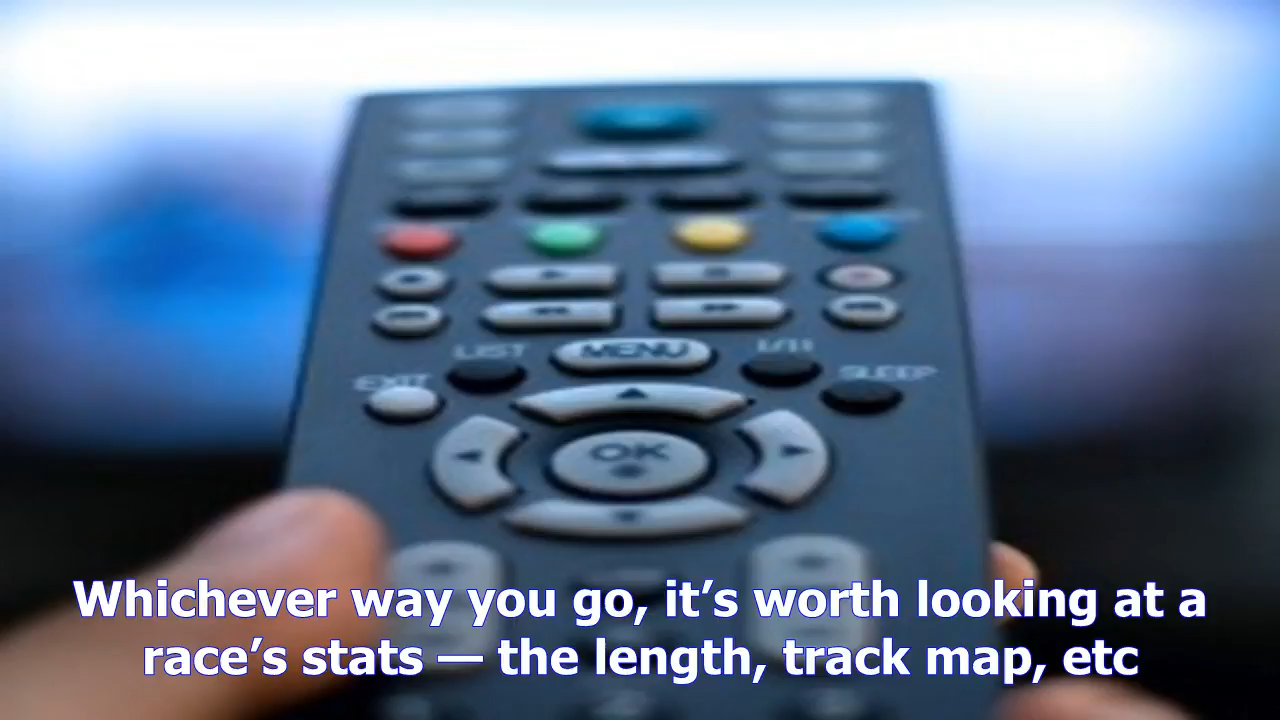 LIST
MENU
EXIT
SLEEP
OK
Whichever way you go, it’s worth looking at a
race’s stats — the length, track map, etc